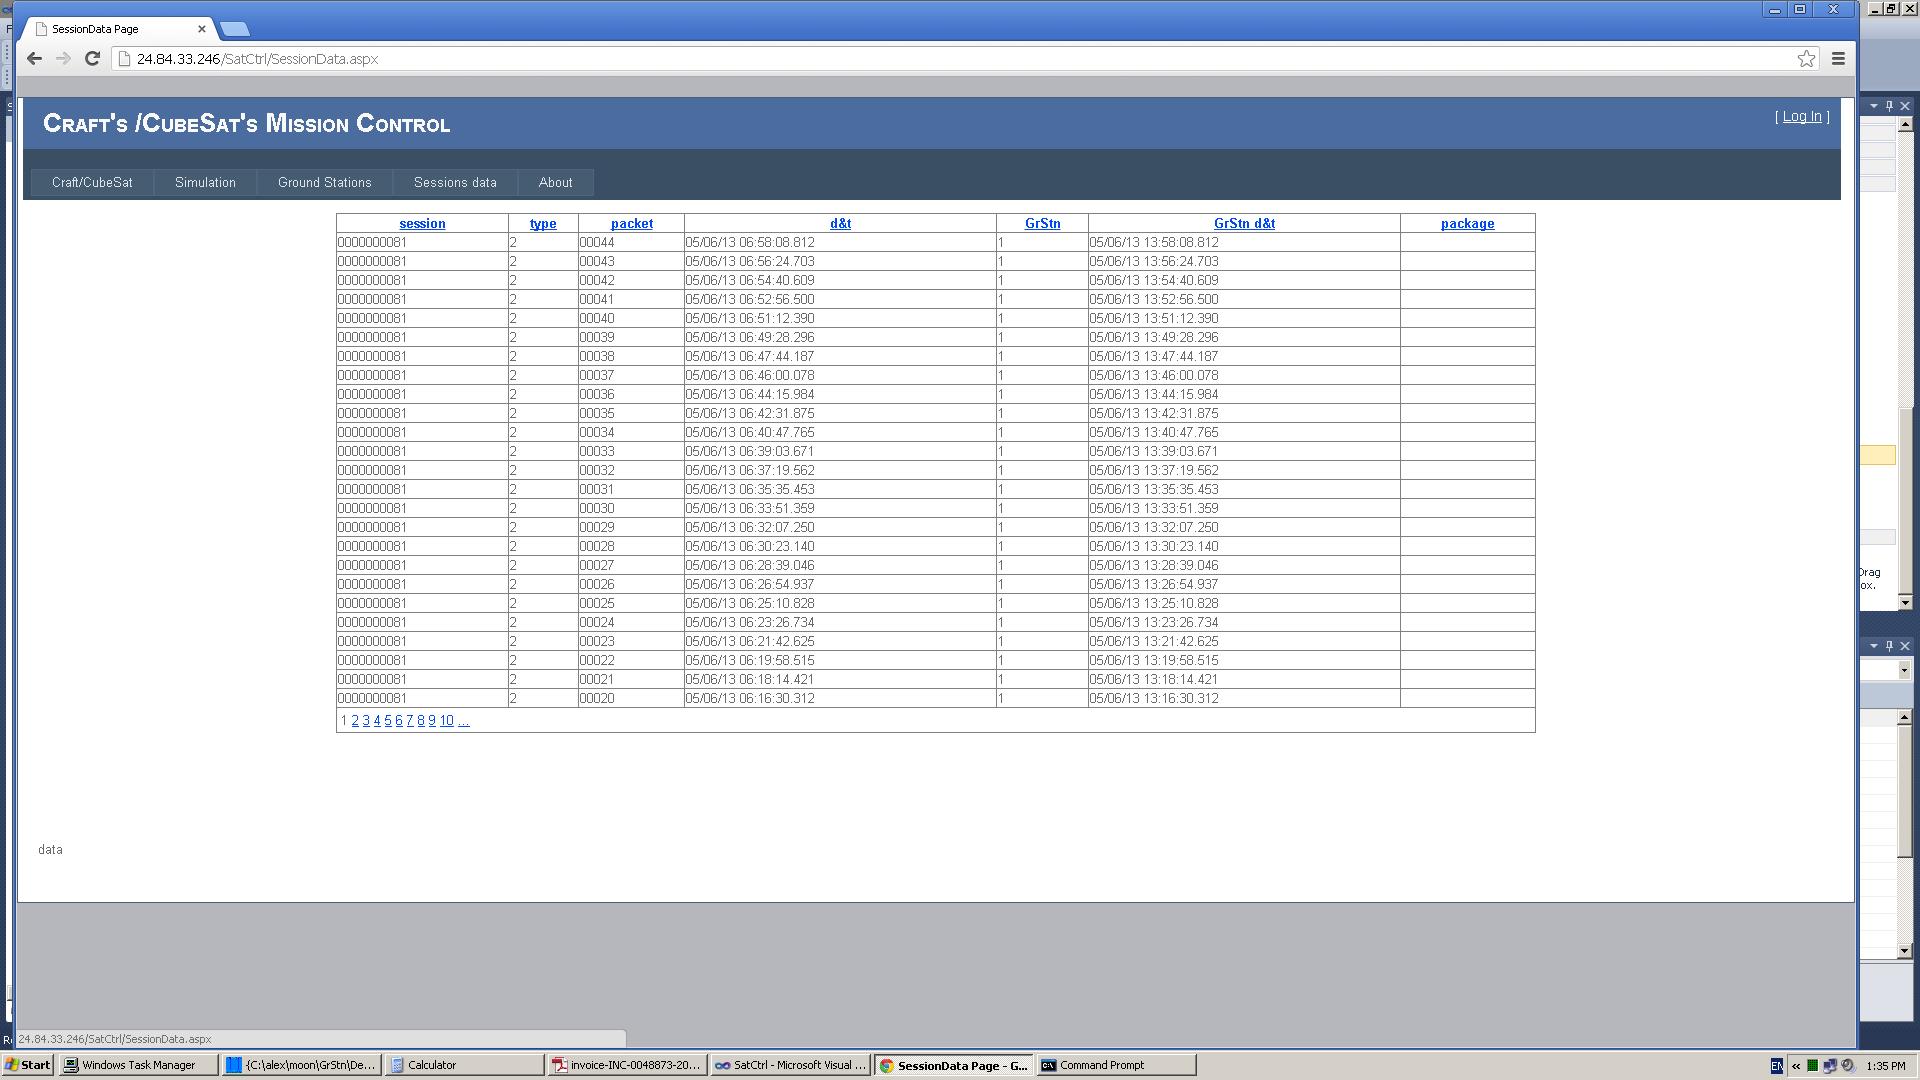 SessionData Page
24.84.33.246/SatCtrl/SessionData.aspx
Craft's /CubeSat's Mission Control
[ Log In ]
Craft/CubeSat Simulation Ground Stations Sessions data About
session type packet d&t GrStn GrStn d&t package
0000000081 2 00044 05/06/13 06:58:08.812 1 05/06/13 13:58:08.812
0000000081 2 00043 05/06/13 06:56:24.703 1 05/06/13 13:56:24.703
0000000081 2 00042 05/06/13 06:54:40.609 1 05/06/13 13:54:40.609
0000000081 2 00041 05/06/13 06:52:56.500 1 05/06/13 13:52:56.500
0000000081 2 00040 05/06/13 06:51:12.390 1 05/06/13 13:51:12.390
0000000081 2 00039 05/06/13 06:49:28.296 1 05/06/13 13:49:28.296
0000000081 2 00038 05/06/13 06:47:44.187 1 05/06/13 13:47:44.187
0000000081 2 00037 05/06/13 06:46:00.078 1 05/06/13 13:46:00.078
0000000081 2 00036 05/06/13 06:44:15.984 1 05/06/13 13:44:15.984
0000000081 2 00035 05/06/13 06:42:31.875 1 05/06/13 13:42:31.875
0000000081 2 00034 05/06/13 06:40:47.765 1 05/06/13 13:40:47.765
0000000081 2 00033 05/06/13 06:39:03.671 1 05/06/13 13:39:03.671
0000000081 2 00032 05/06/13 06:37:19.562 1 05/06/13 13:37:19.562
0000000081 2 00031 05/06/13 06:35:35.453 1 05/06/13 13:35:35.453
0000000081 2 00030 05/06/13 06:33:51.359 1 05/06/13 13:33:51.359
0000000081 2 00029 05/06/13 06:32:07.250 1 05/06/13 13:32:07.250
0000000081 2 00028 05/06/13 06:30:23.140 1 05/06/13 13:30:23.140
0000000081 2 00027 05/06/13 06:28:39.046 1 05/06/13 13:28:39.046
0000000081 2 00026 05/06/13 06:26:54.937 1 05/06/13 13:26:54.937
0000000081 2 00025 05/06/13 06:25:10.828 1 05/06/13 13:25:10.828
0000000081 2 00024 05/06/13 06:23:26.734 1 05/06/13 13:23:26.734
0000000081 2 00023 05/06/13 06:21:42.625 1 05/06/13 13:21:42.625
0000000081 2 00022 05/06/13 06:19:58.515 1 05/06/13 13:19:58.515
0000000081 2 00021 05/06/13 06:18:14.421 1 05/06/13 13:18:14.421
0000000081 2 00020 05/06/13 06:16:30.312 1 05/06/13 13:16:30.312
1 2 3 4 5 6 7 8 9 10 ...
data
24.84.33.246/SatCtrl/SessionData.aspx
Start Windows Task Manager {C:\alex\moon\GrStn\De... Calculator invoice-INC-0048873-20... SatCtrl - Microsoft Visual ... SessionData Page - G... Command Prompt EN « 1:35 PM